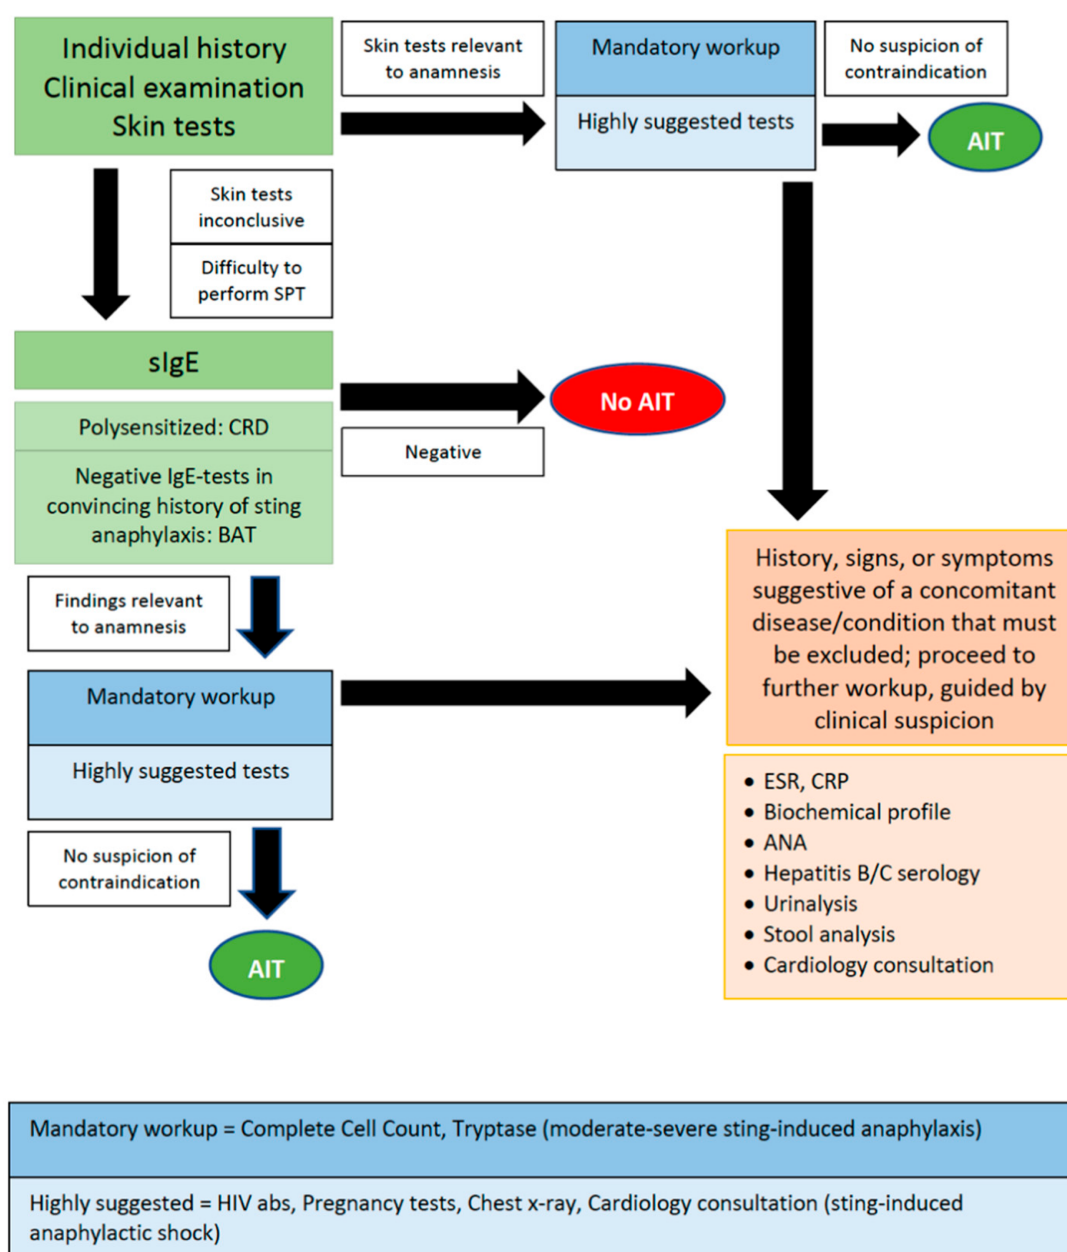 Individual history
Clinical examination
Skin tests
Skin tests relevant
to anamnesis
Mandatory workup
Highly suggested tests
No suspicion of
contraindication
AIT
Skin tests
inconclusive
Difficulty to
perform SPT
sIgE
Polysensitized: CRD
Negative IgE-tests in
convincing history of sting
anaphylaxis: BAT
No AIT
Negative
Findings relevant
to anamnesis
Mandatory workup
Highly suggested tests
No suspicion of
contraindication
AIT
History, signs, or symptoms
suggestive of a concomitant
disease/condition that must
be excluded; proceed to
further workup, guided by
clinical suspicion
• ESR, CRP
• Biochemical profile
• ANA
• Hepatitis B/C serology
• Urinalysis
• Stool analysis
• Cardiology consultation
Mandatory workup = Complete Cell Count, Tryptase (moderate-severe sting-induced anaphylaxis)
Highly suggested = HIV abs, Pregnancy tests, Chest x-ray, Cardiology consultation (sting-induced
anaphylactic shock)